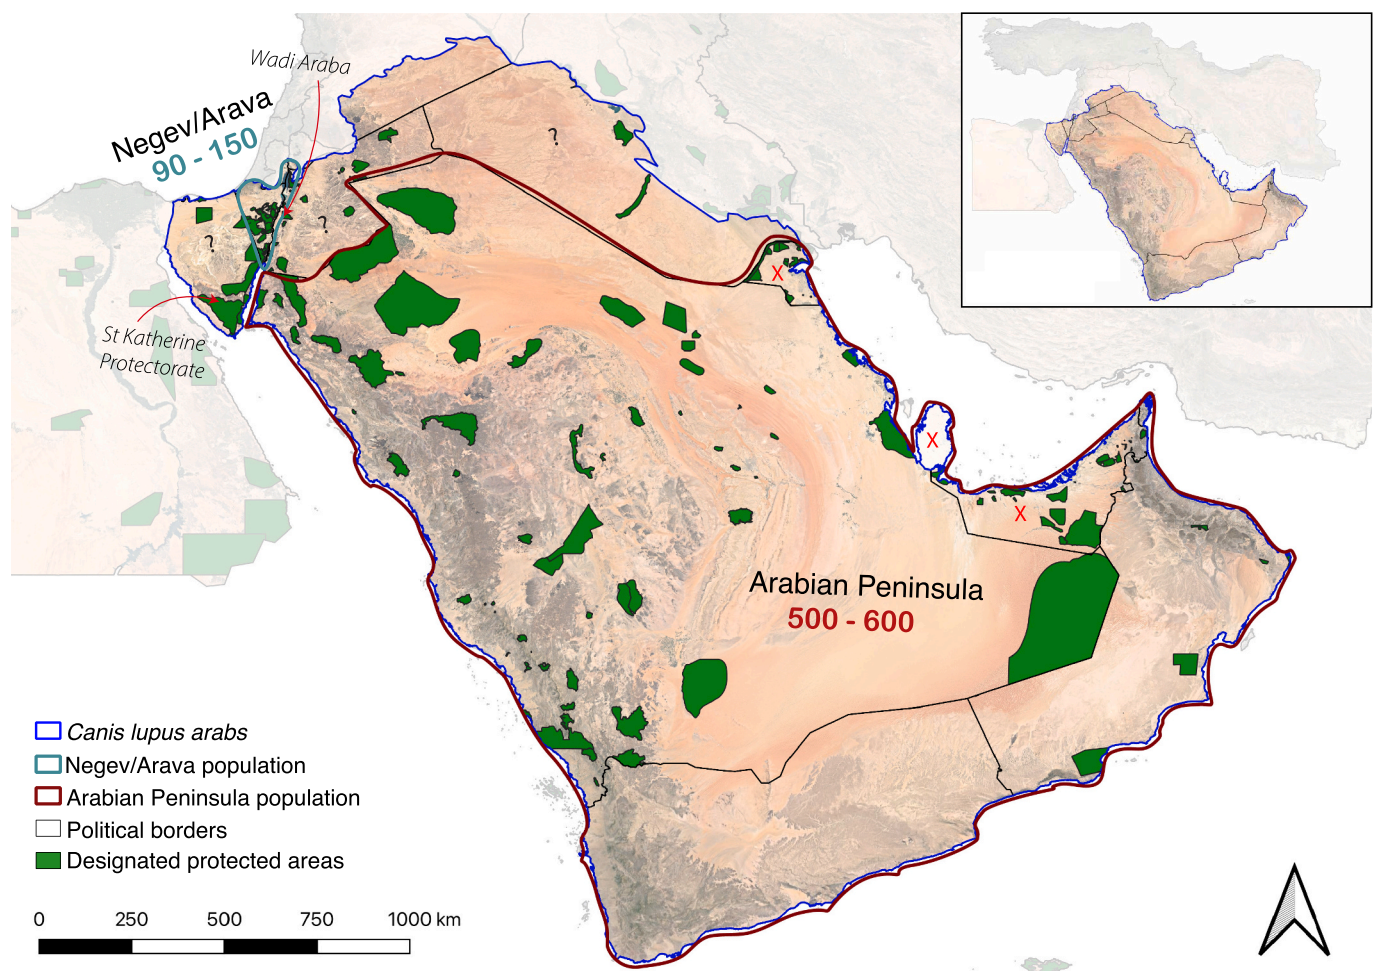 Wadi Araba
Negev/Arava
90 - 150
?
?
?
X
St Katherine
Protectorate
X
X
Arabian Peninsula
500 - 600
Canis lupus arabs
Negev/Arava population
Arabian Peninsula population
Political borders
Designated protected areas
0 250 500 750 1000 km